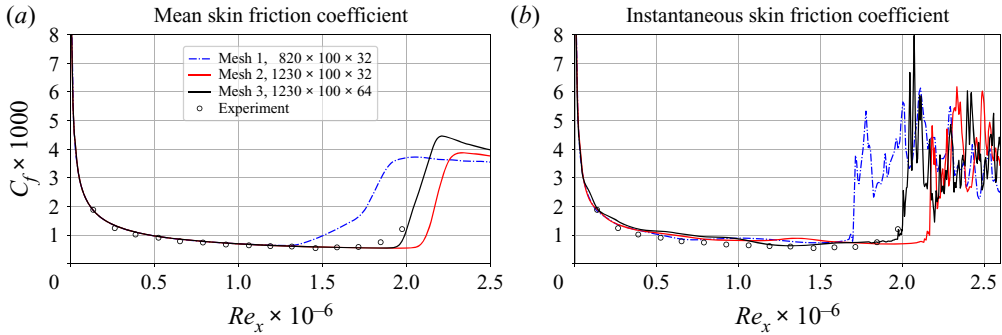 (a) Mean skin friction coefficient
8
7
6
5
4
3
2
1
C_f × 1000
Mesh 1, 820 × 100 × 32
Mesh 2, 1230 × 100 × 32
Mesh 3, 1230 × 100 × 64
Experiment
0 0.5 1.0 1.5 2.0 2.5
Re_x × 10^{-6}
(b) Instantaneous skin friction coefficient
8
7
6
5
4
3
2
1
0 0.5 1.0 1.5 2.0 2.5
Re_x × 10^{-6}